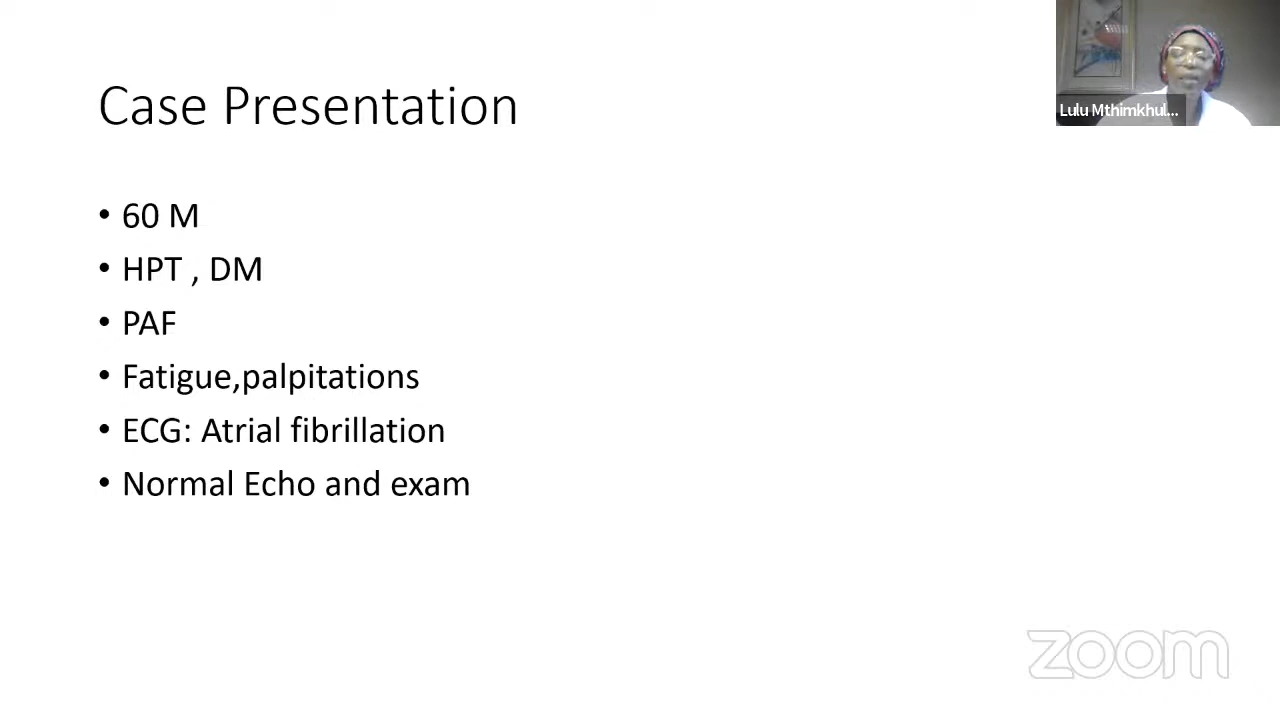 Case Presentation
Lulu Mthimkhul...
• 60 M
• HPT , DM
• PAF
• Fatigue,palpitations
• ECG: Atrial fibrillation
• Normal Echo and exam
zoom